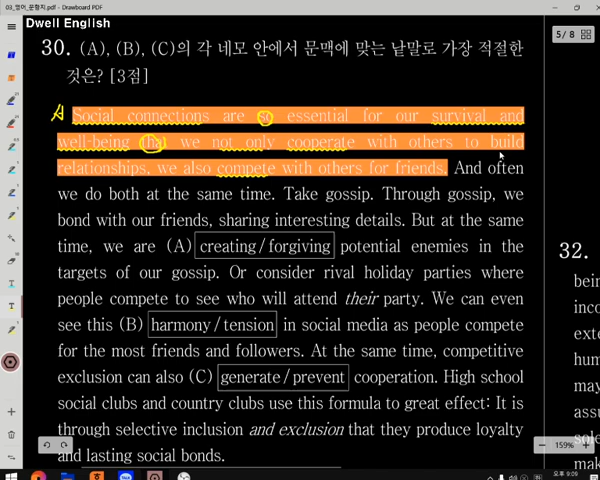 03_영어_문항지.pdf - Drawboard PDF
Dwell English
5 / 8
30. (A), (B), (C)의 각 네모 안에서 문맥에 맞는 낱말로 가장 적절한
것은? [3점]
Social connections are so essential for our survival and
well-being that we not only cooperate with others to build
relationships, we also compete with others for friends. And often
we do both at the same time. Take gossip. Through gossip, we
bond with our friends, sharing interesting details. But at the same
time, we are (A) creating / forgiving potential enemies in the
targets of our gossip. Or consider rival holiday parties where
people compete to see who will attend their party. We can even
see this (B) harmony / tension in social media as people compete
for the most friends and followers. At the same time, competitive
exclusion can also (C) generate / prevent cooperation. High school
social clubs and country clubs use this formula to great effect: It is
through selective inclusion and exclusion that they produce loyalty
and lasting social bonds.
32.
bein
inco
exte
hum
may
assu
sole
mak
159%
오후 9:09